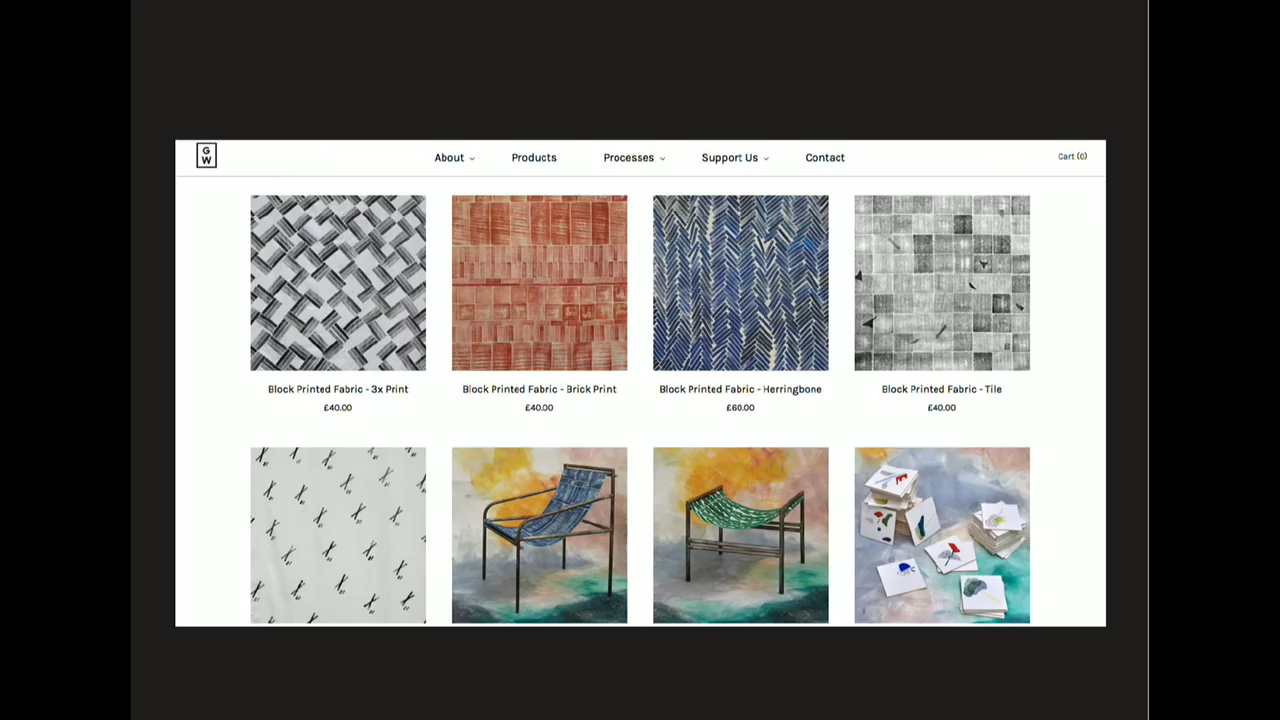 G
W
About
Products
Processes
Support Us
Contact
Cart (0)
Block Printed Fabric - 3x Print
Block Printed Fabric - Brick Print
Block Printed Fabric - Herringbone
Block Printed Fabric - Tile
£40.00
£40.00
£60.00
£40.00